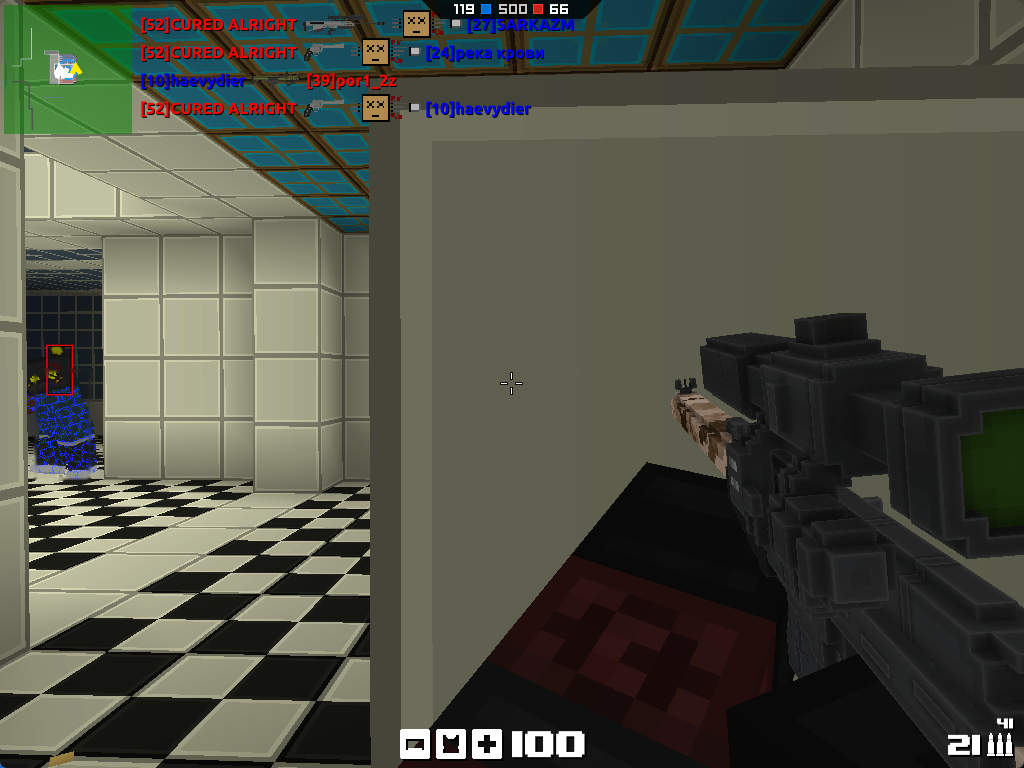 119 500 66
[52]CURED ALRIGHT [27]SARKAZM
[52]CURED ALRIGHT [24]река крови
[10]haevydier [39]por1_2z
[52]CURED ALRIGHT [10]haevydier
100
41
21